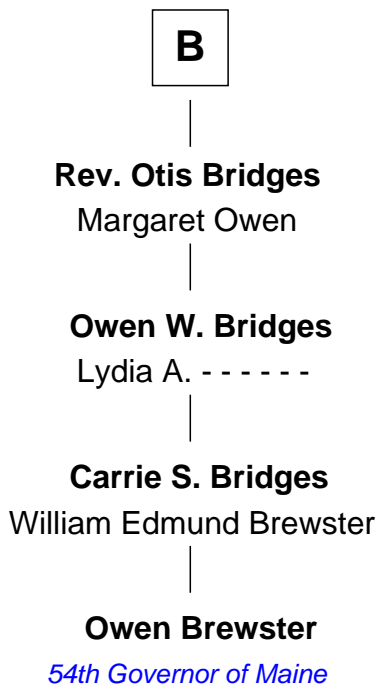 B
Rev. Otis Bridges
Margaret Owen
Owen W. Bridges
Lydia A. - - - - - -
Carrie S. Bridges
William Edmund Brewster
Owen Brewster
54th Governor of Maine